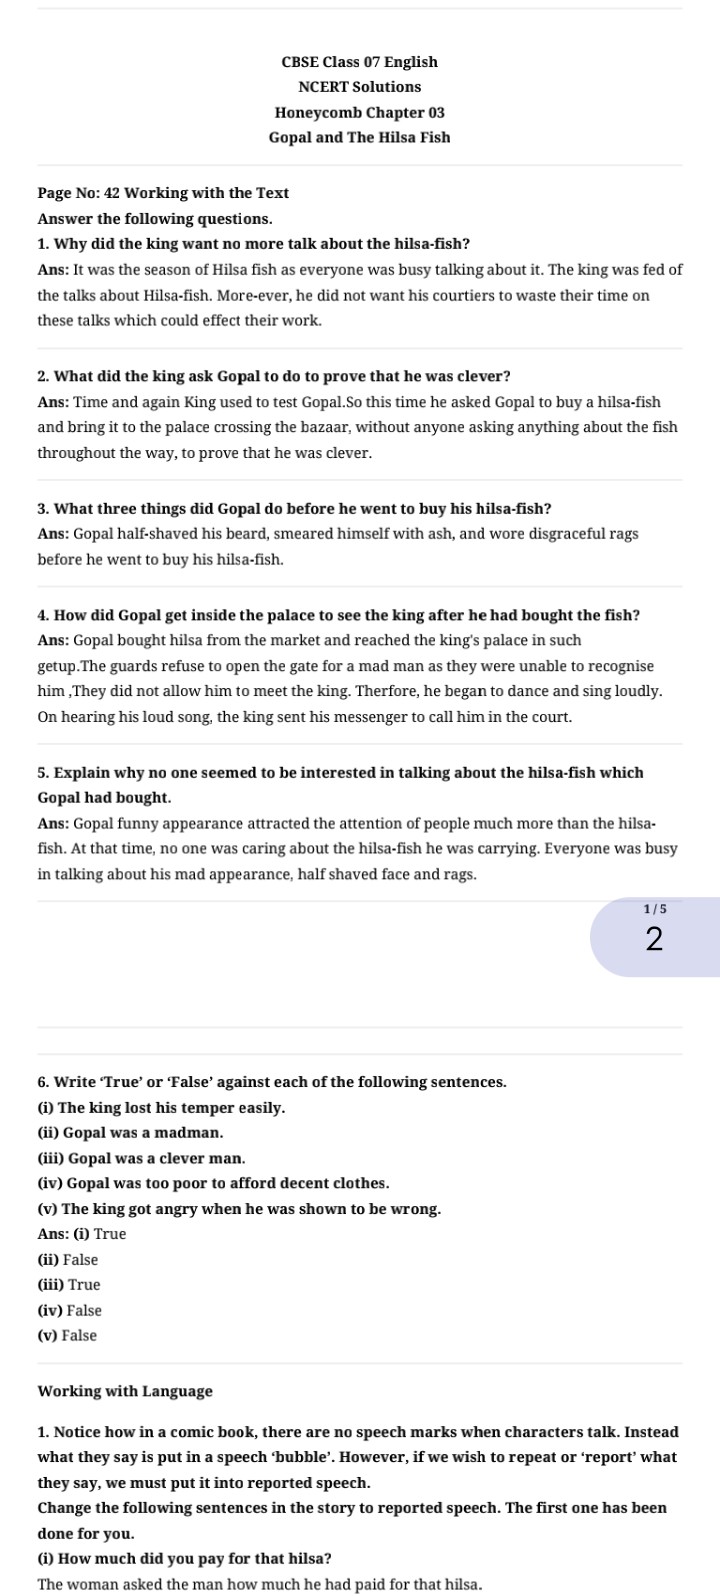 CBSE Class 07 English
NCERT Solutions
Honeycomb Chapter 03
Gopal and The Hilsa Fish
Page No: 42 Working with the Text
Answer the following questions.
1. Why did the king want no more talk about the hilsa-fish?
Ans: It was the season of Hilsa fish as everyone was busy talking about it. The king was fed of
the talks about Hilsa-fish. More-ever, he did not want his courtiers to waste their time on
these talks which could effect their work.
2. What did the king ask Gopal to do to prove that he was clever?
Ans: Time and again King used to test Gopal.So this time he asked Gopal to buy a hilsa-fish
and bring it to the palace crossing the bazaar, without anyone asking anything about the fish
throughout the way, to prove that he was clever.
3. What three things did Gopal do before he went to buy his hilsa-fish?
Ans: Gopal half-shaved his beard, smeared himself with ash, and wore disgraceful rags
before he went to buy his hilsa-fish.
4. How did Gopal get inside the palace to see the king after he had bought the fish?
Ans: Gopal bought hilsa from the market and reached the king's palace in such
getup.The guards refuse to open the gate for a mad man as they were unable to recognise
him ,They did not allow him to meet the king. Therfore, he began to dance and sing loudly.
On hearing his loud song, the king sent his messenger to call him in the court.
5. Explain why no one seemed to be interested in talking about the hilsa-fish which
Gopal had bought.
Ans: Gopal funny appearance attracted the attention of people much more than the hilsa-
fish. At that time, no one was caring about the hilsa-fish he was carrying. Everyone was busy
in talking about his mad appearance, half shaved face and rags.
1 / 5
2
6. Write ‘True’ or ‘False’ against each of the following sentences.
(i) The king lost his temper easily.
(ii) Gopal was a madman.
(iii) Gopal was a clever man.
(iv) Gopal was too poor to afford decent clothes.
(v) The king got angry when he was shown to be wrong.
Ans: (i) True
(ii) False
(iii) True
(iv) False
(v) False
Working with Language
1. Notice how in a comic book, there are no speech marks when characters talk. Instead
what they say is put in a speech ‘bubble’. However, if we wish to repeat or ‘report’ what
they say, we must put it into reported speech.
Change the following sentences in the story to reported speech. The first one has been
done for you.
(i) How much did you pay for that hilsa?
The woman asked the man how much he had paid for that hilsa.